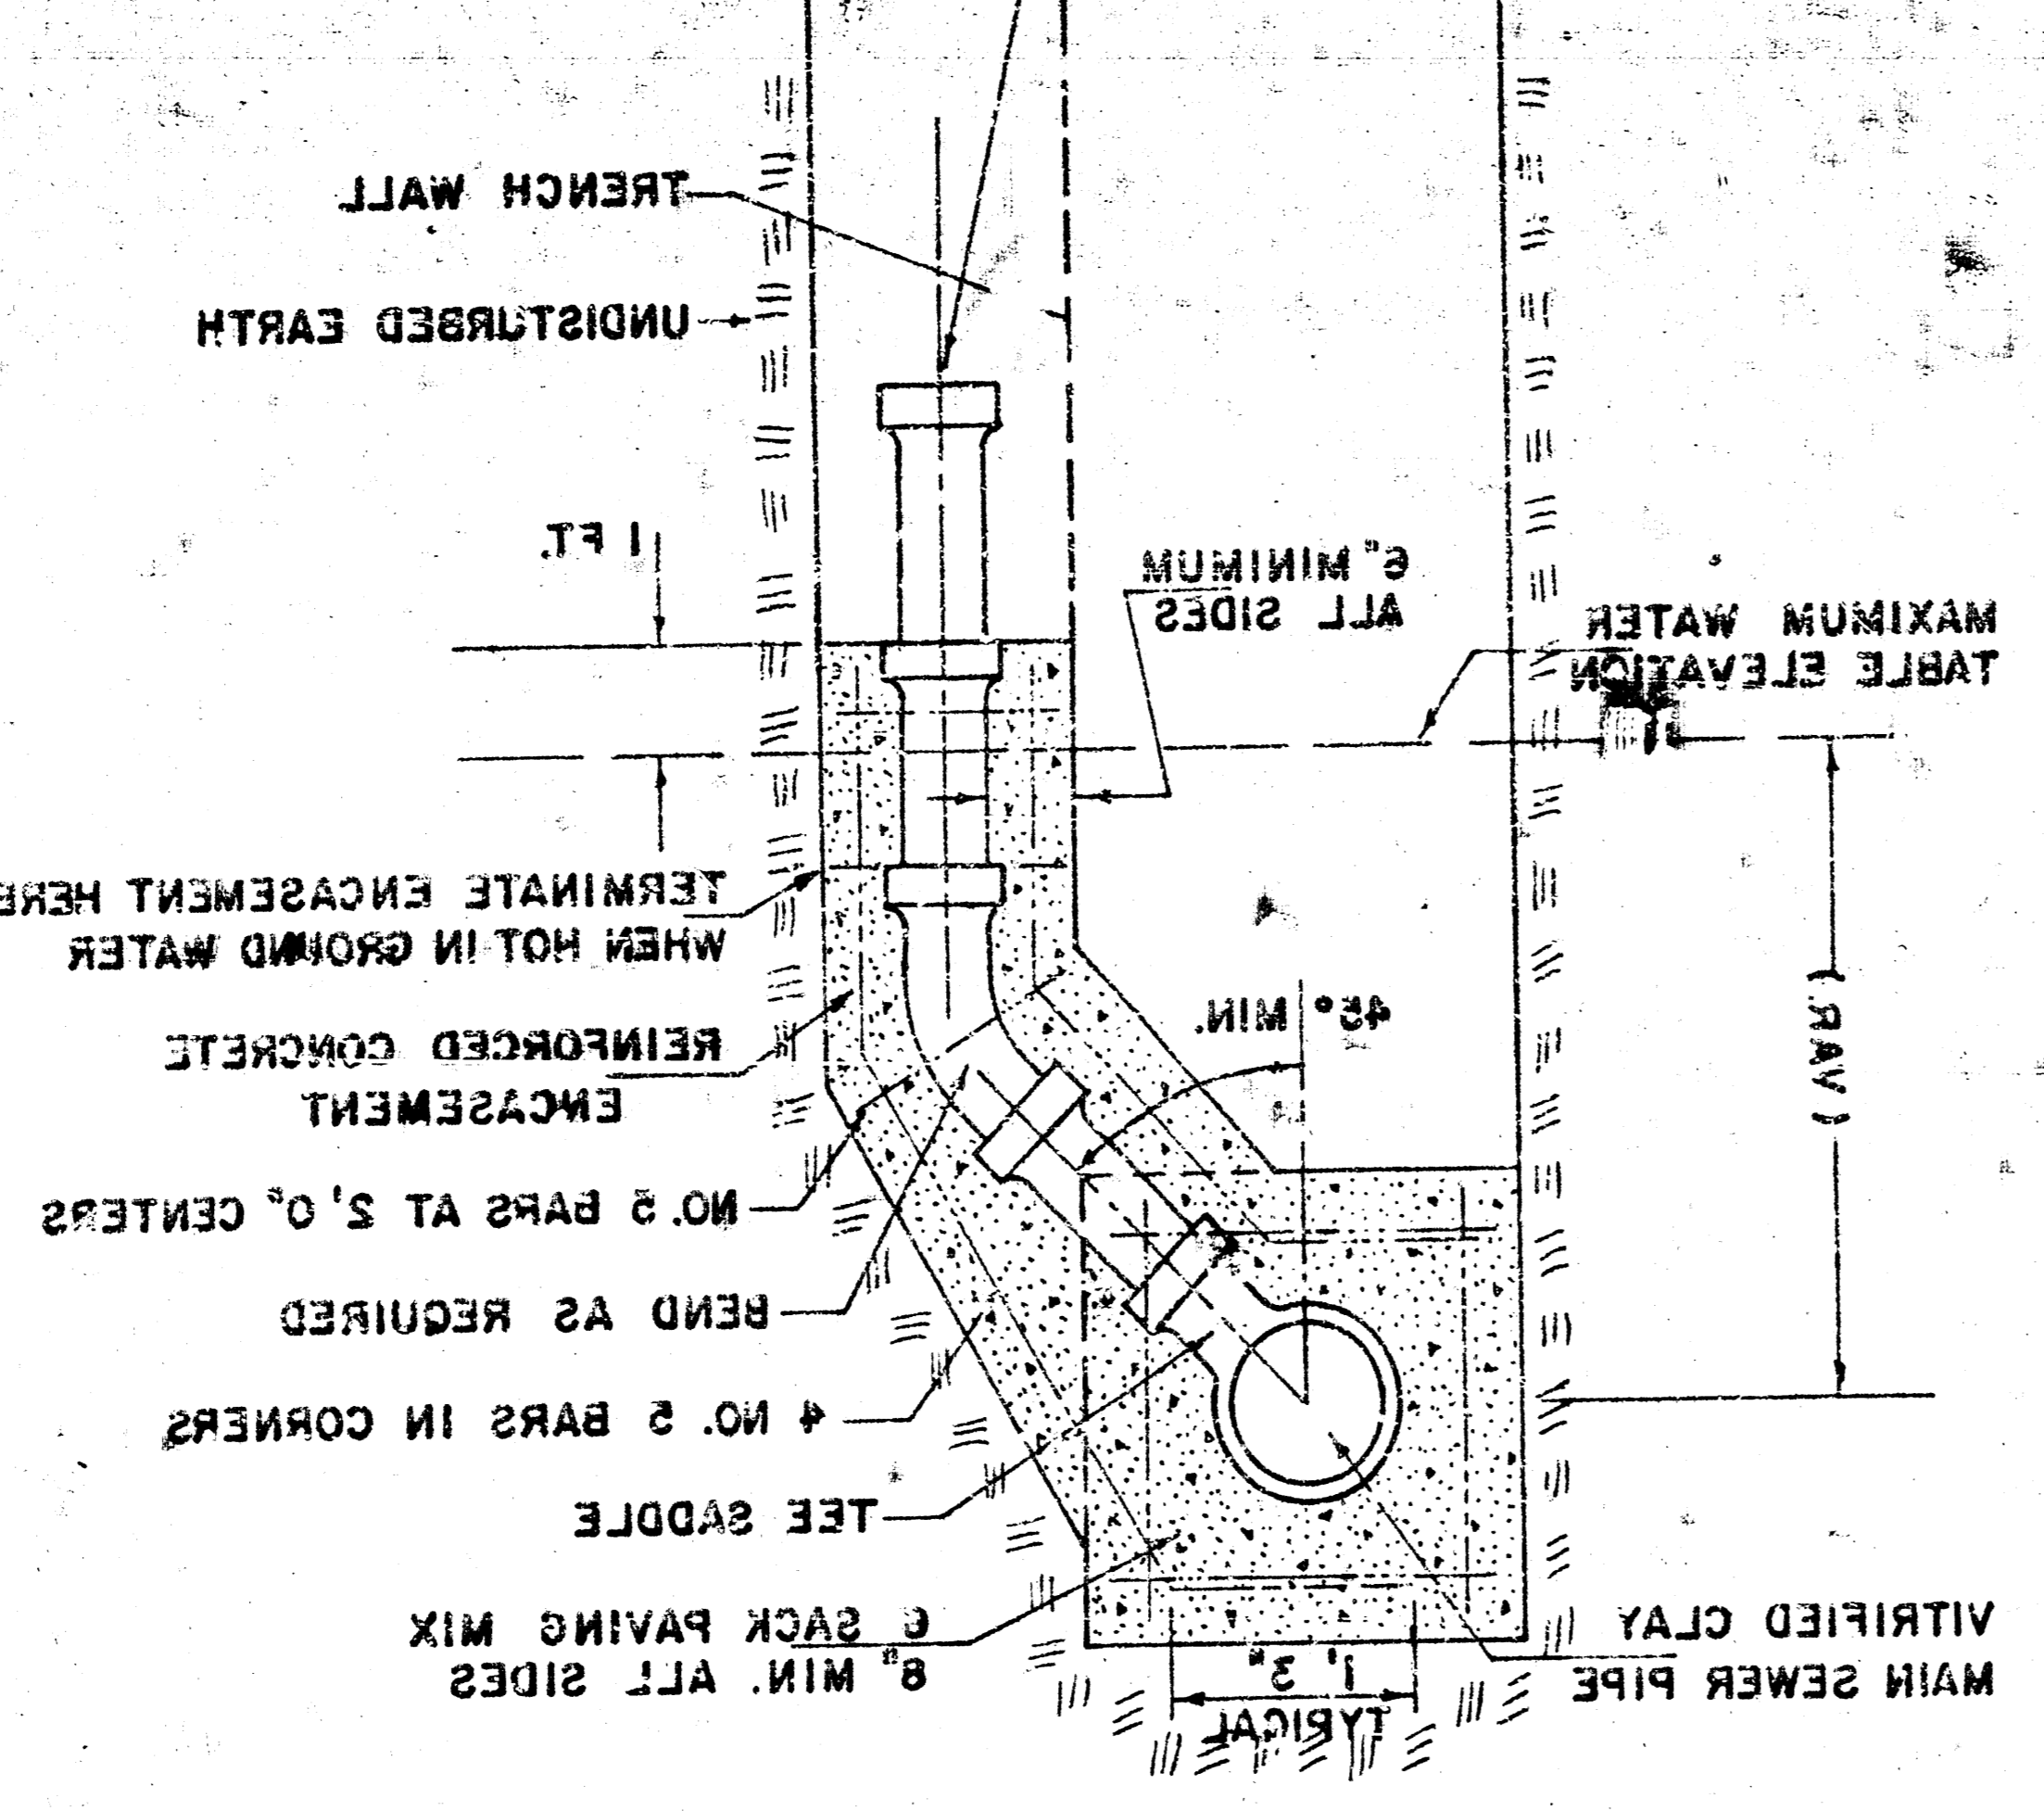 TRENCH WALL
UNDISTURBED EARTH
1 FT.
6" MINIMUM
ALL SIDES
MAXIMUM WATER
TABLE ELEVATION
TERMINATE ENCASEMENT HERE
WHEN HOT IN GROUND WATER
REINFORCED CONCRETE
ENCASEMENT
45° MIN.
(VAR.)
NO. 5 BARS AT 2'0" CENTERS
BEND AS REQUIRED
4 NO. 5 BARS IN CORNERS
TEE SADDLE
6 SACK PAVING MIX
8" MIN. ALL SIDES
1' 3"
TYPICAL
VITRIFIED CLAY
MAIN SEWER PIPE